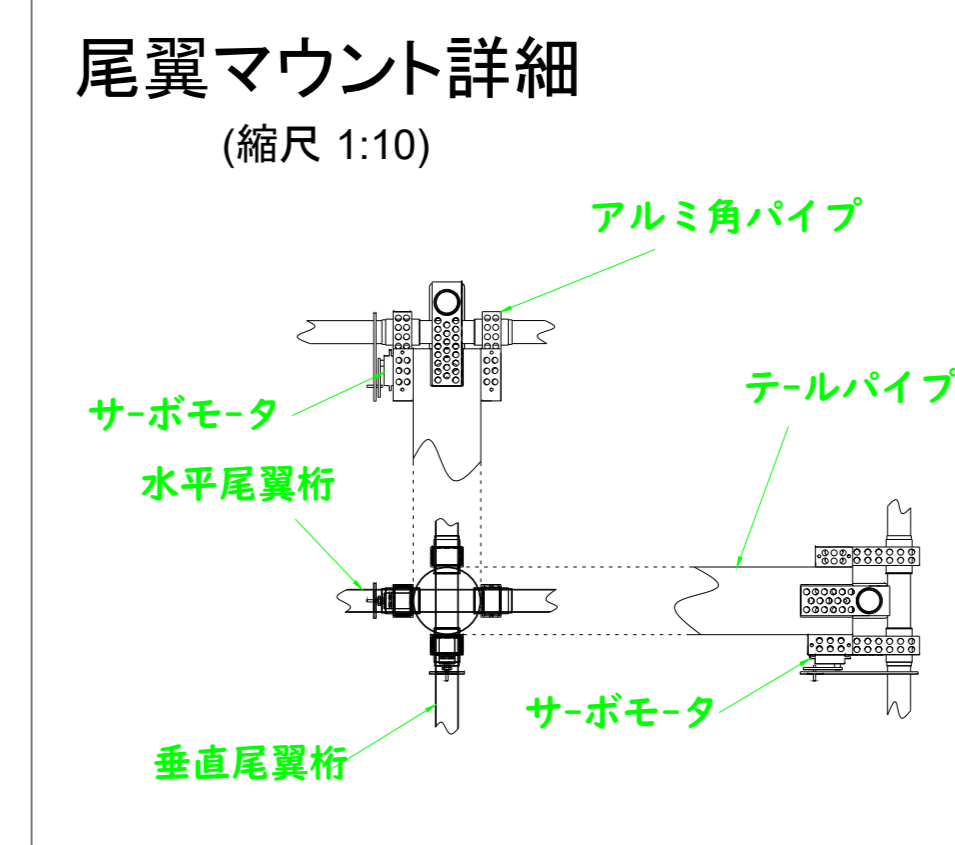 尾翼マウント詳細
(縮尺 1:10)
アルミ角パイプ
サーボモータ
テールパイプ
水平尾翼桁
サーボモータ
垂直尾翼桁